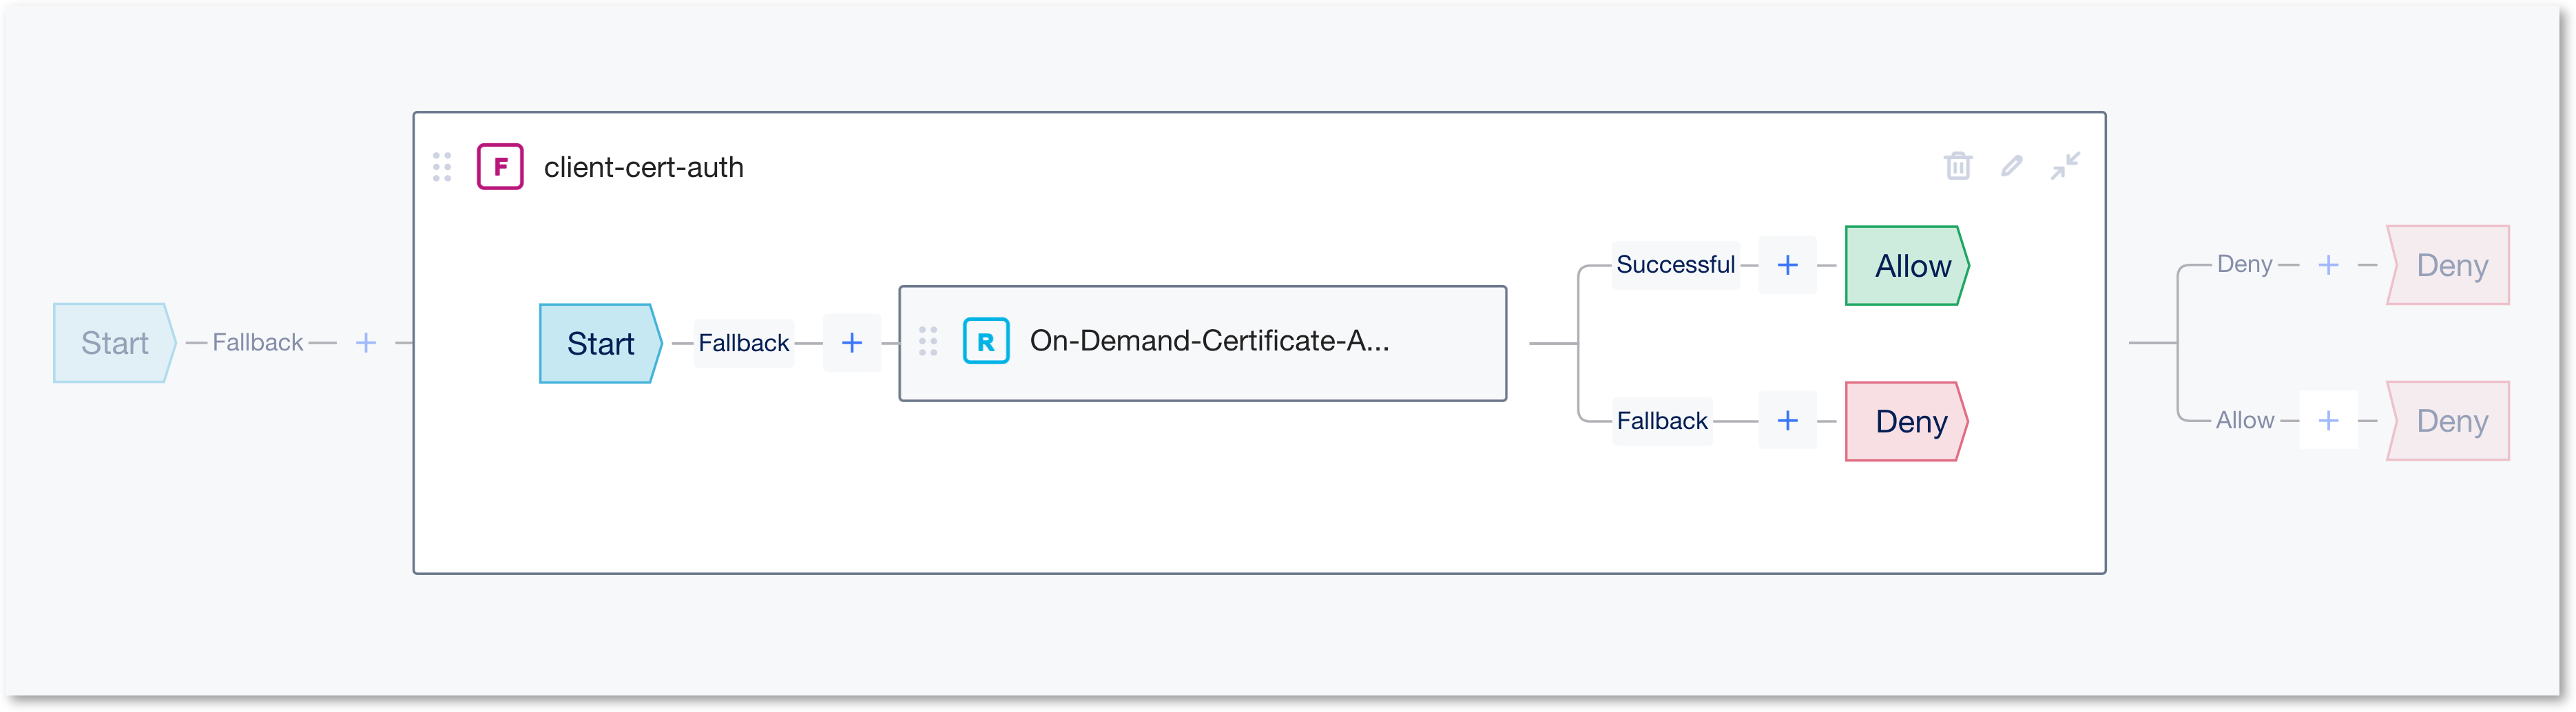 F client-cert-auth
Start Fallback + Start Fallback + R On-Demand-Certificate-A...
Successful + Allow
Fallback + Deny
Deny + Deny
Allow + Deny